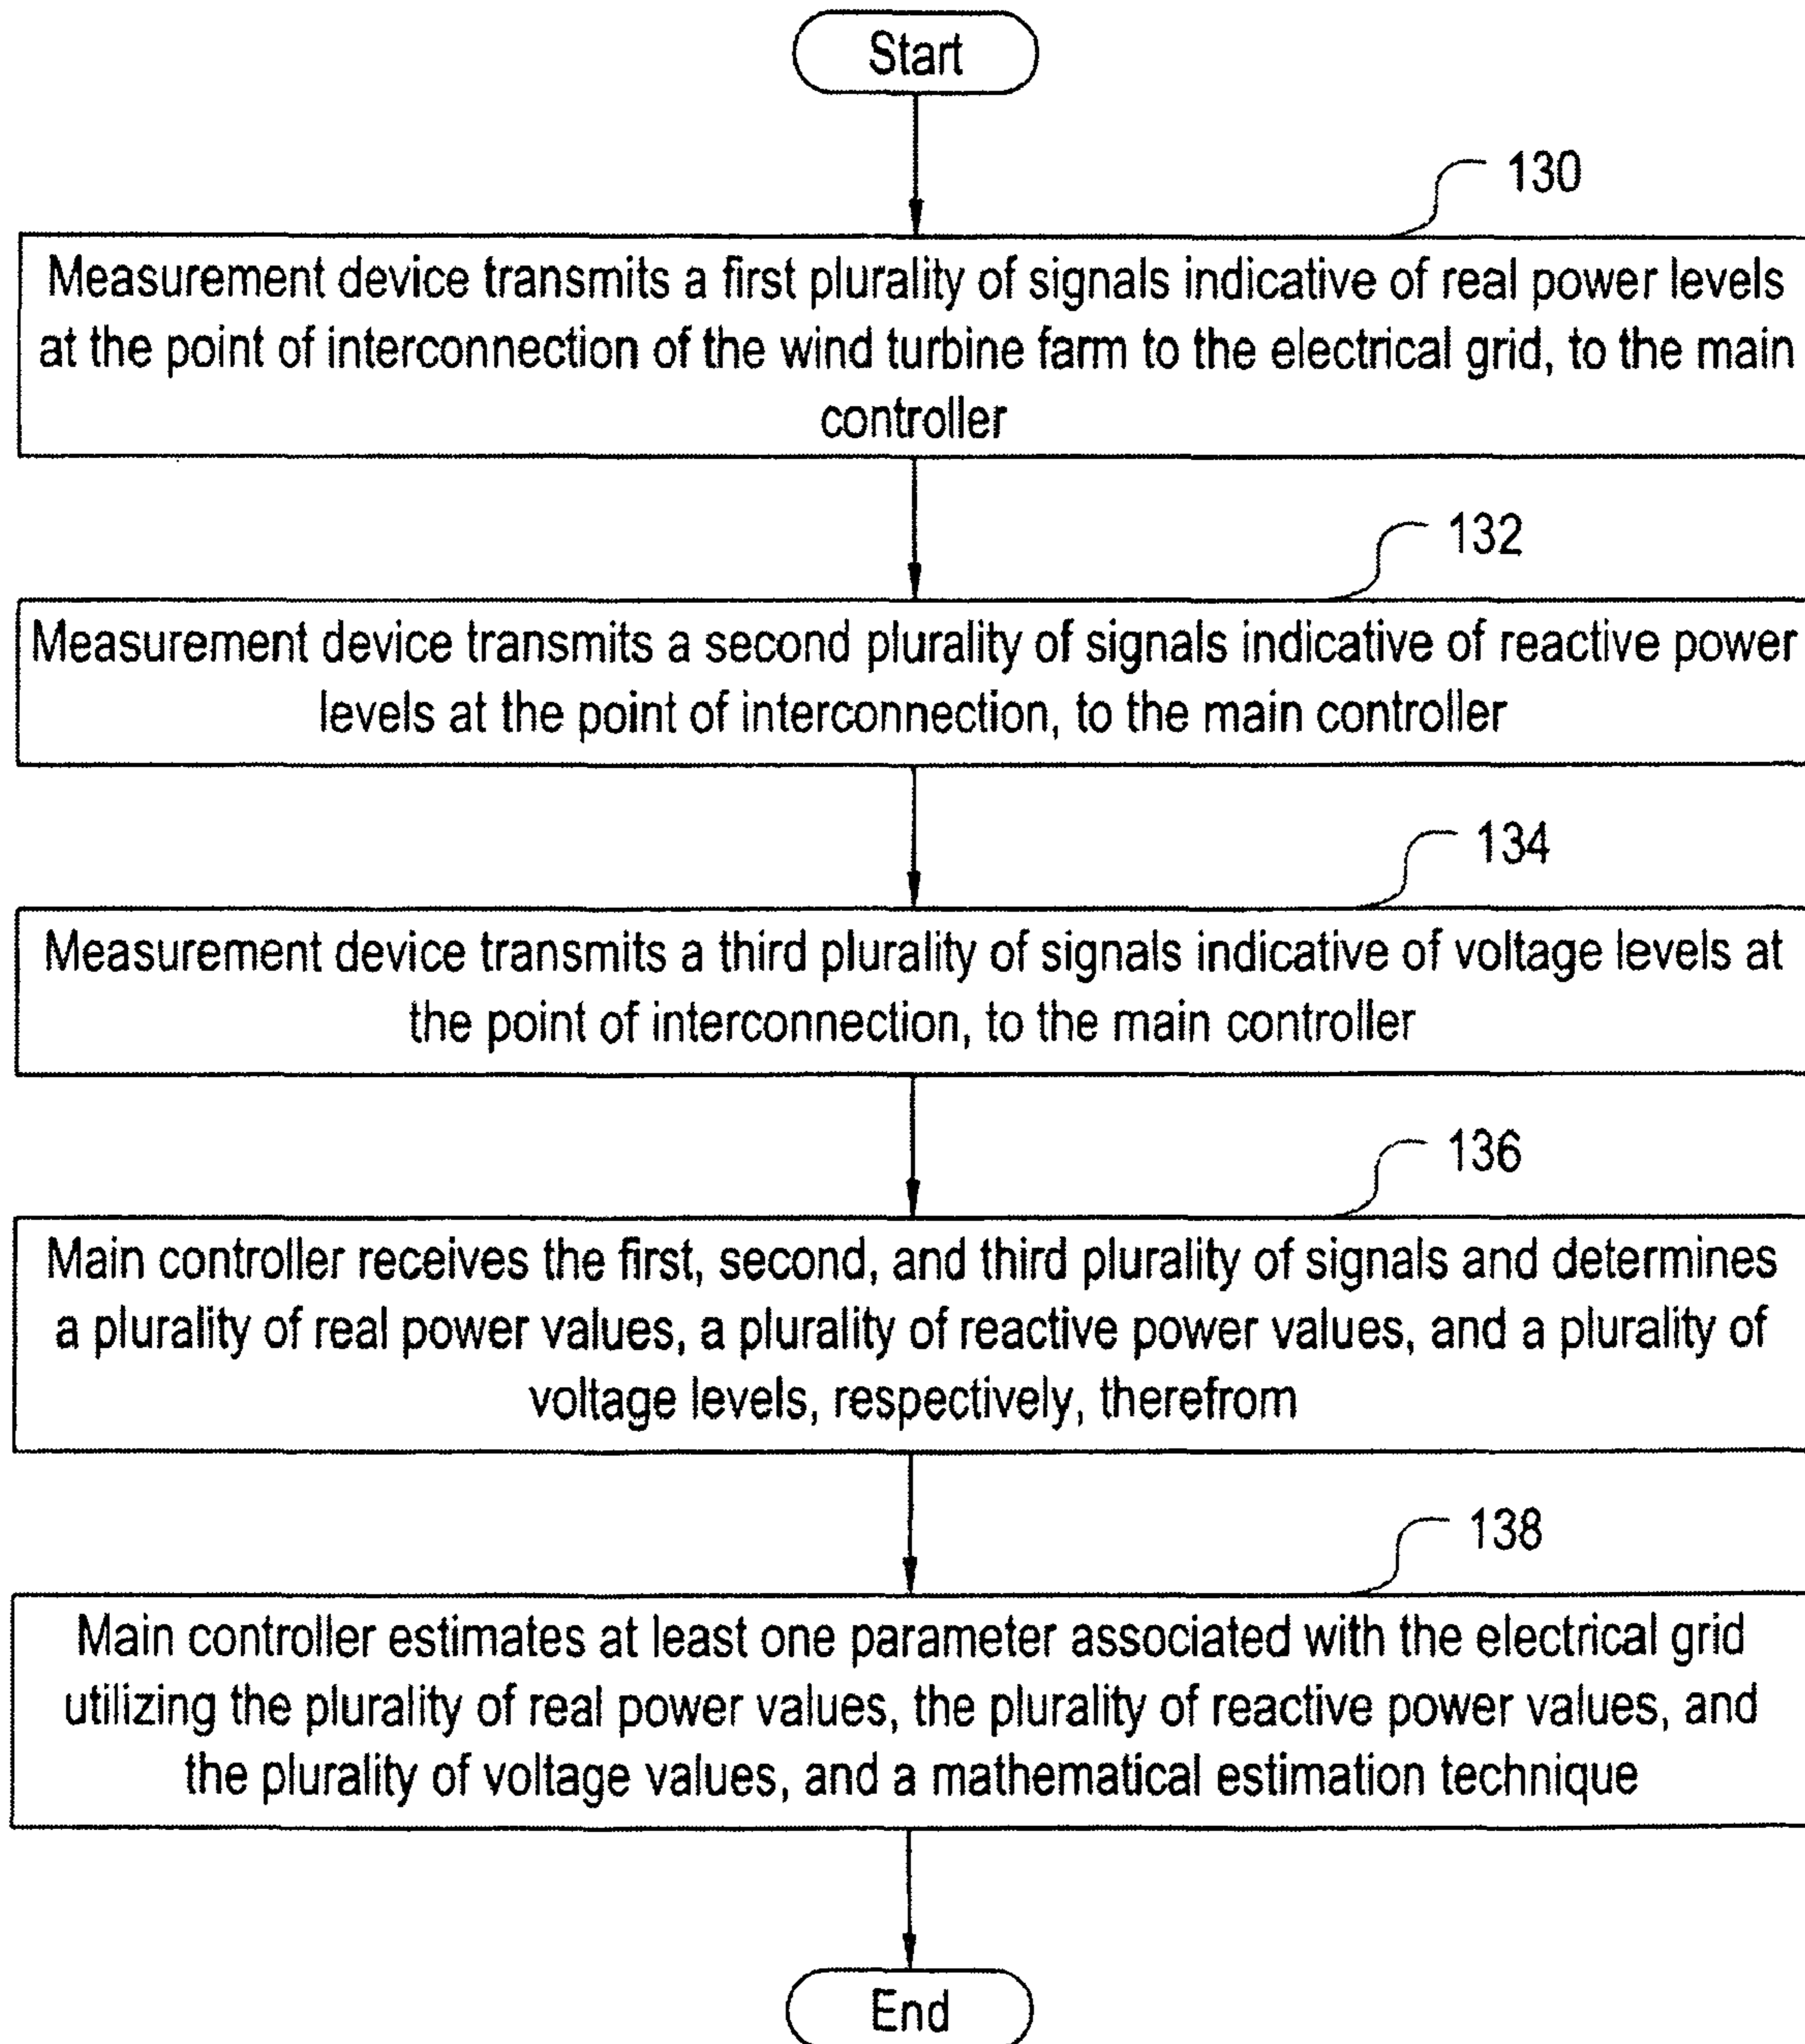 Start
130
Measurement device transmits a first plurality of signals indicative of real power levels
at the point of interconnection of the wind turbine farm to the electrical grid, to the main
controller
132
Measurement device transmits a second plurality of signals indicative of reactive power
levels at the point of interconnection, to the main controller
134
Measurement device transmits a third plurality of signals indicative of voltage levels at
the point of interconnection, to the main controller
136
Main controller receives the first, second, and third plurality of signals and determines
a plurality of real power values, a plurality of reactive power values, and a plurality of
voltage levels, respectively, therefrom
138
Main controller estimates at least one parameter associated with the electrical grid
utilizing the plurality of real power values, the plurality of reactive power values, and
the plurality of voltage values, and a mathematical estimation technique
End